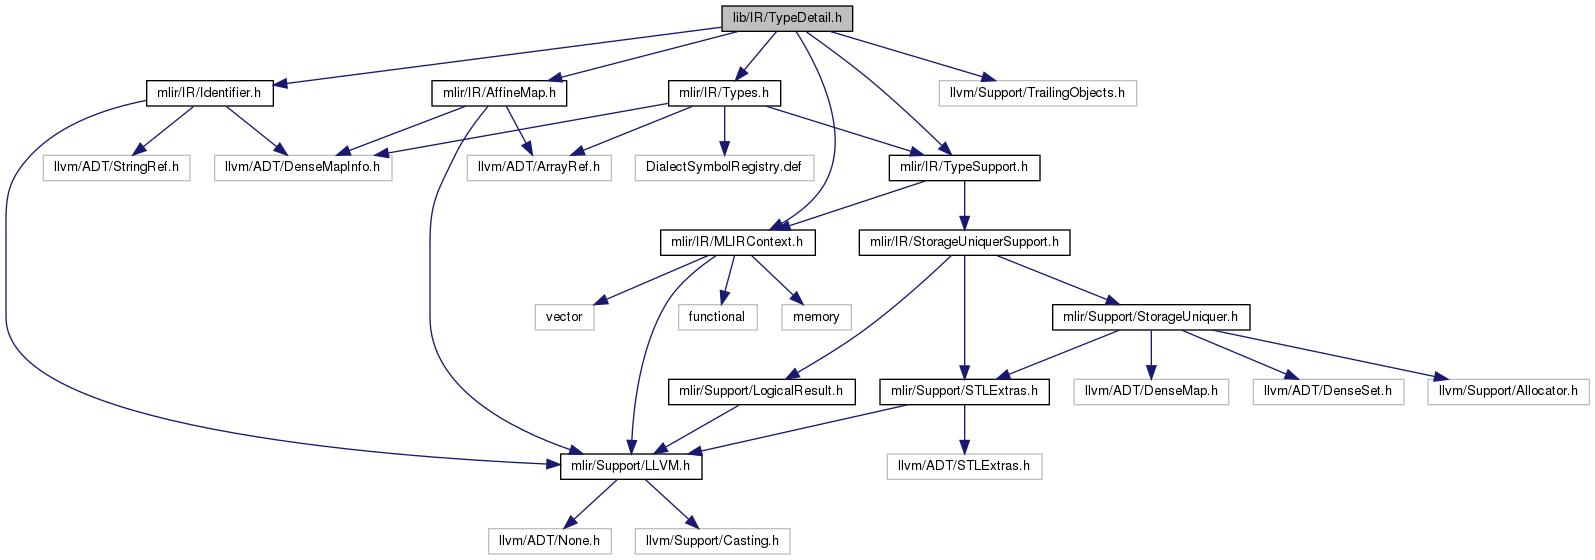 lib/IR/TypeDetail.h
mlir/IR/Identifier.h
mlir/IR/AffineMap.h
mlir/IR/Types.h
llvm/Support/TrailingObjects.h
llvm/ADT/StringRef.h
llvm/ADT/DenseMapInfo.h
llvm/ADT/ArrayRef.h
DialectSymbolRegistry.def
mlir/IR/TypeSupport.h
mlir/IR/MLIRContext.h
mlir/IR/StorageUniquerSupport.h
vector
functional
memory
mlir/Support/StorageUniquer.h
mlir/Support/LogicalResult.h
mlir/Support/STLExtras.h
llvm/ADT/DenseMap.h
llvm/ADT/DenseSet.h
llvm/Support/Allocator.h
mlir/Support/LLVM.h
llvm/ADT/STLExtras.h
llvm/ADT/None.h
llvm/Support/Casting.h